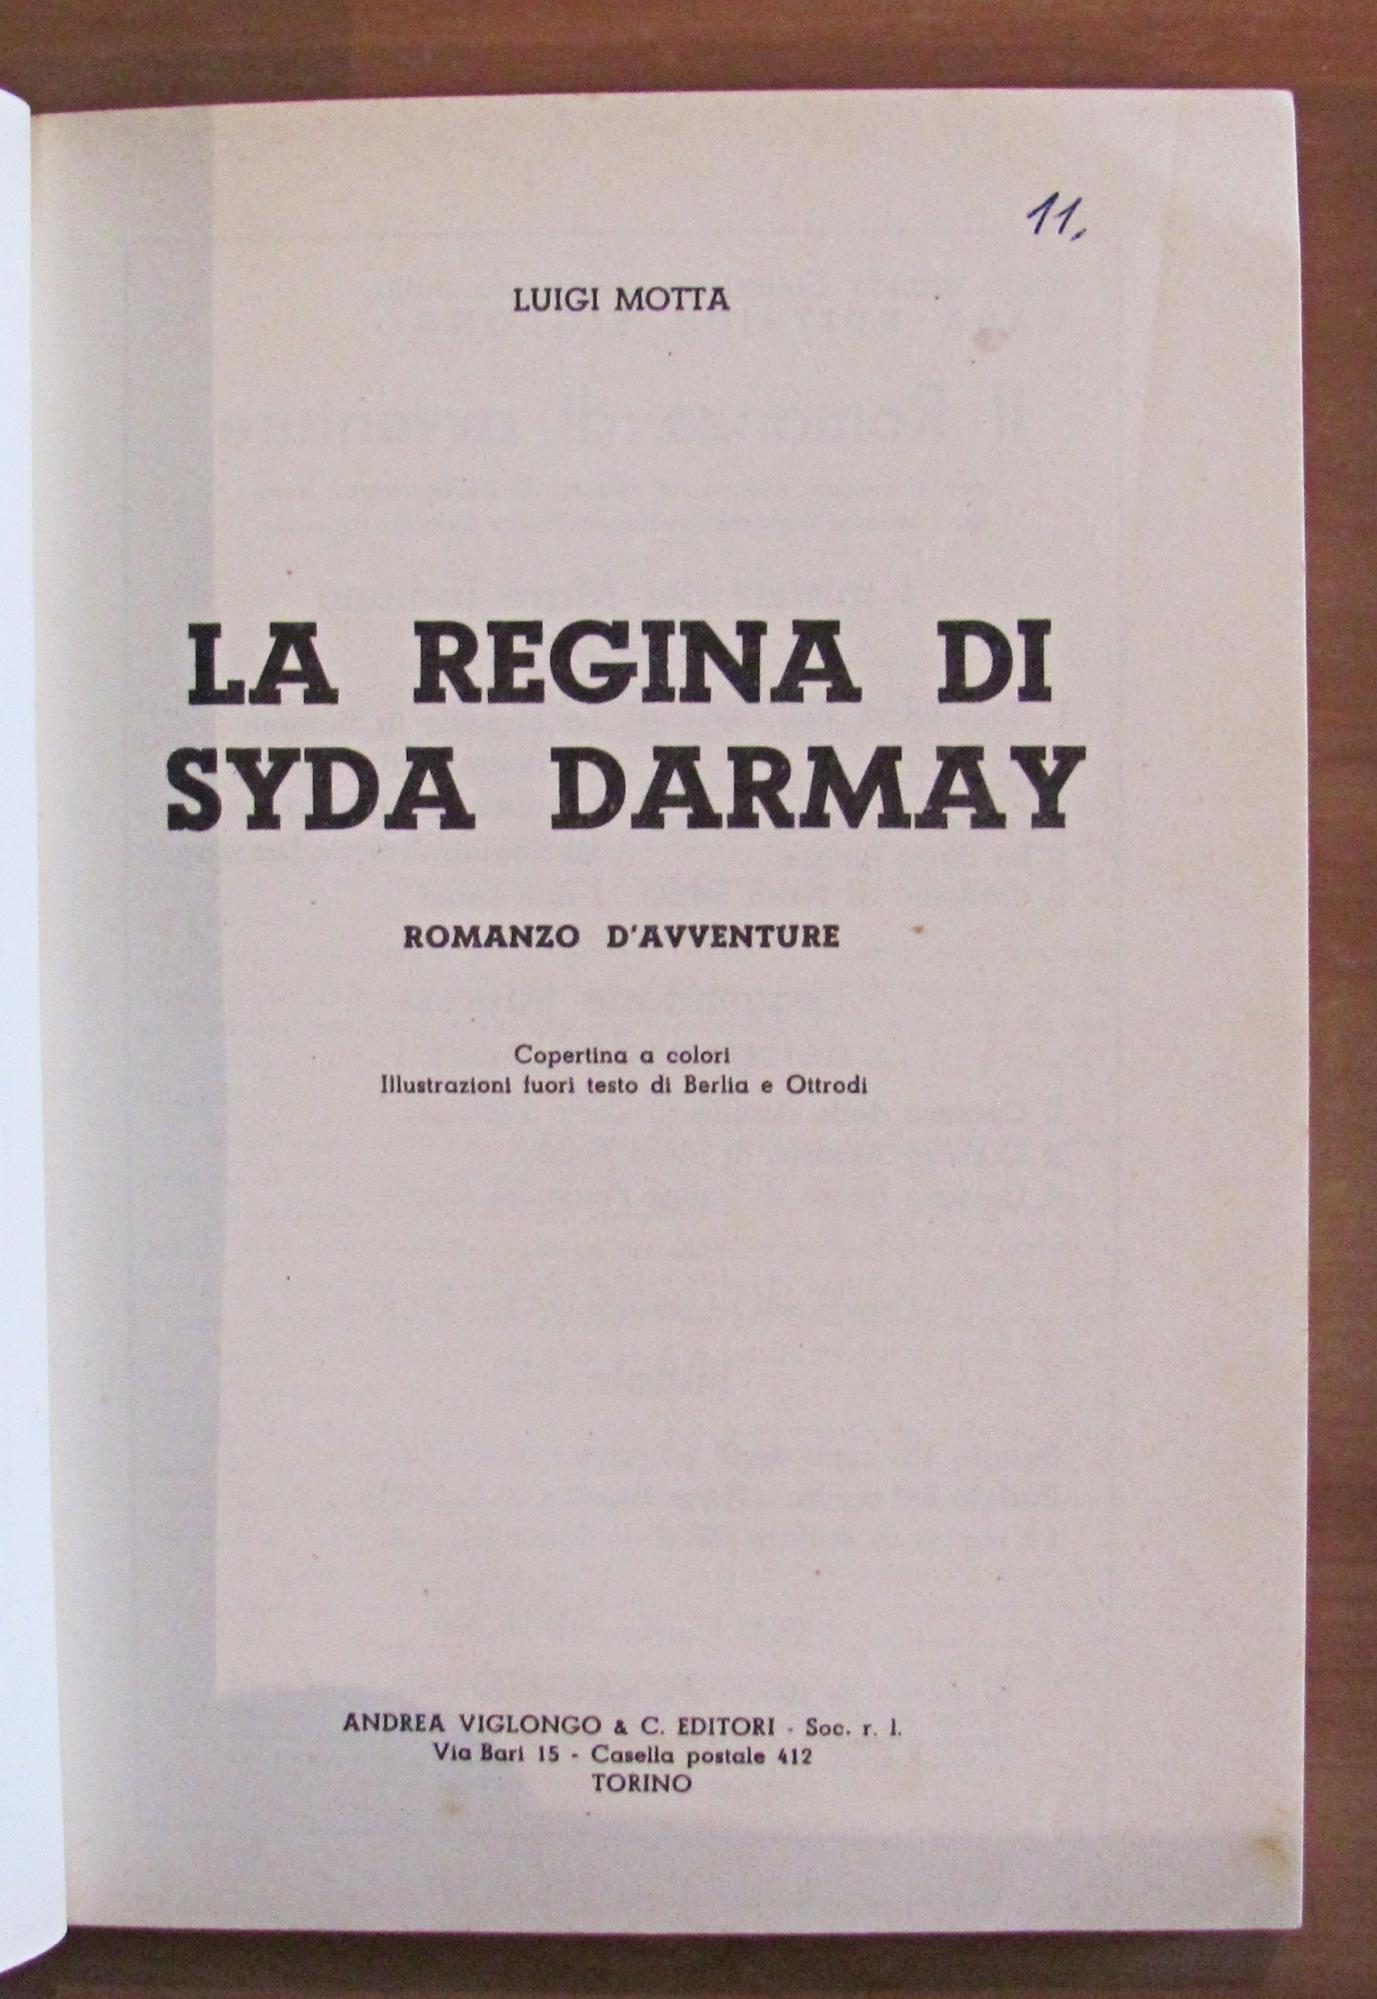 11,
LUIGI MOTTA
LA REGINA DI
SYDA DARMAY
ROMANZO D'AVVENTURE
Copertina a colori
Illustrazioni fuori testo di Berlia e Ottrodi
ANDREA VIGLONGO & C. EDITORI - Soc. r. l.
Via Bari 15 - Casella postale 412
TORINO